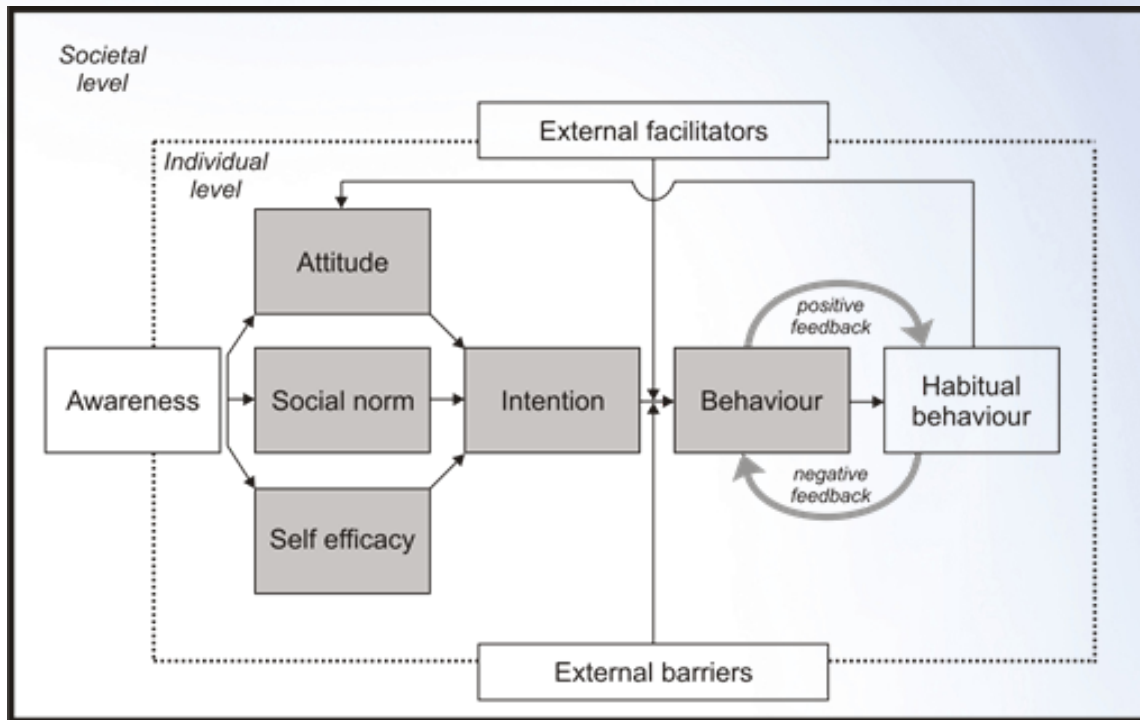 Societal
level
External facilitators
Individual
level
Attitude
positive
feedback
Awareness
Social norm
Intention
Behaviour
Habitual
behaviour
negative
feedback
Self efficacy
External barriers